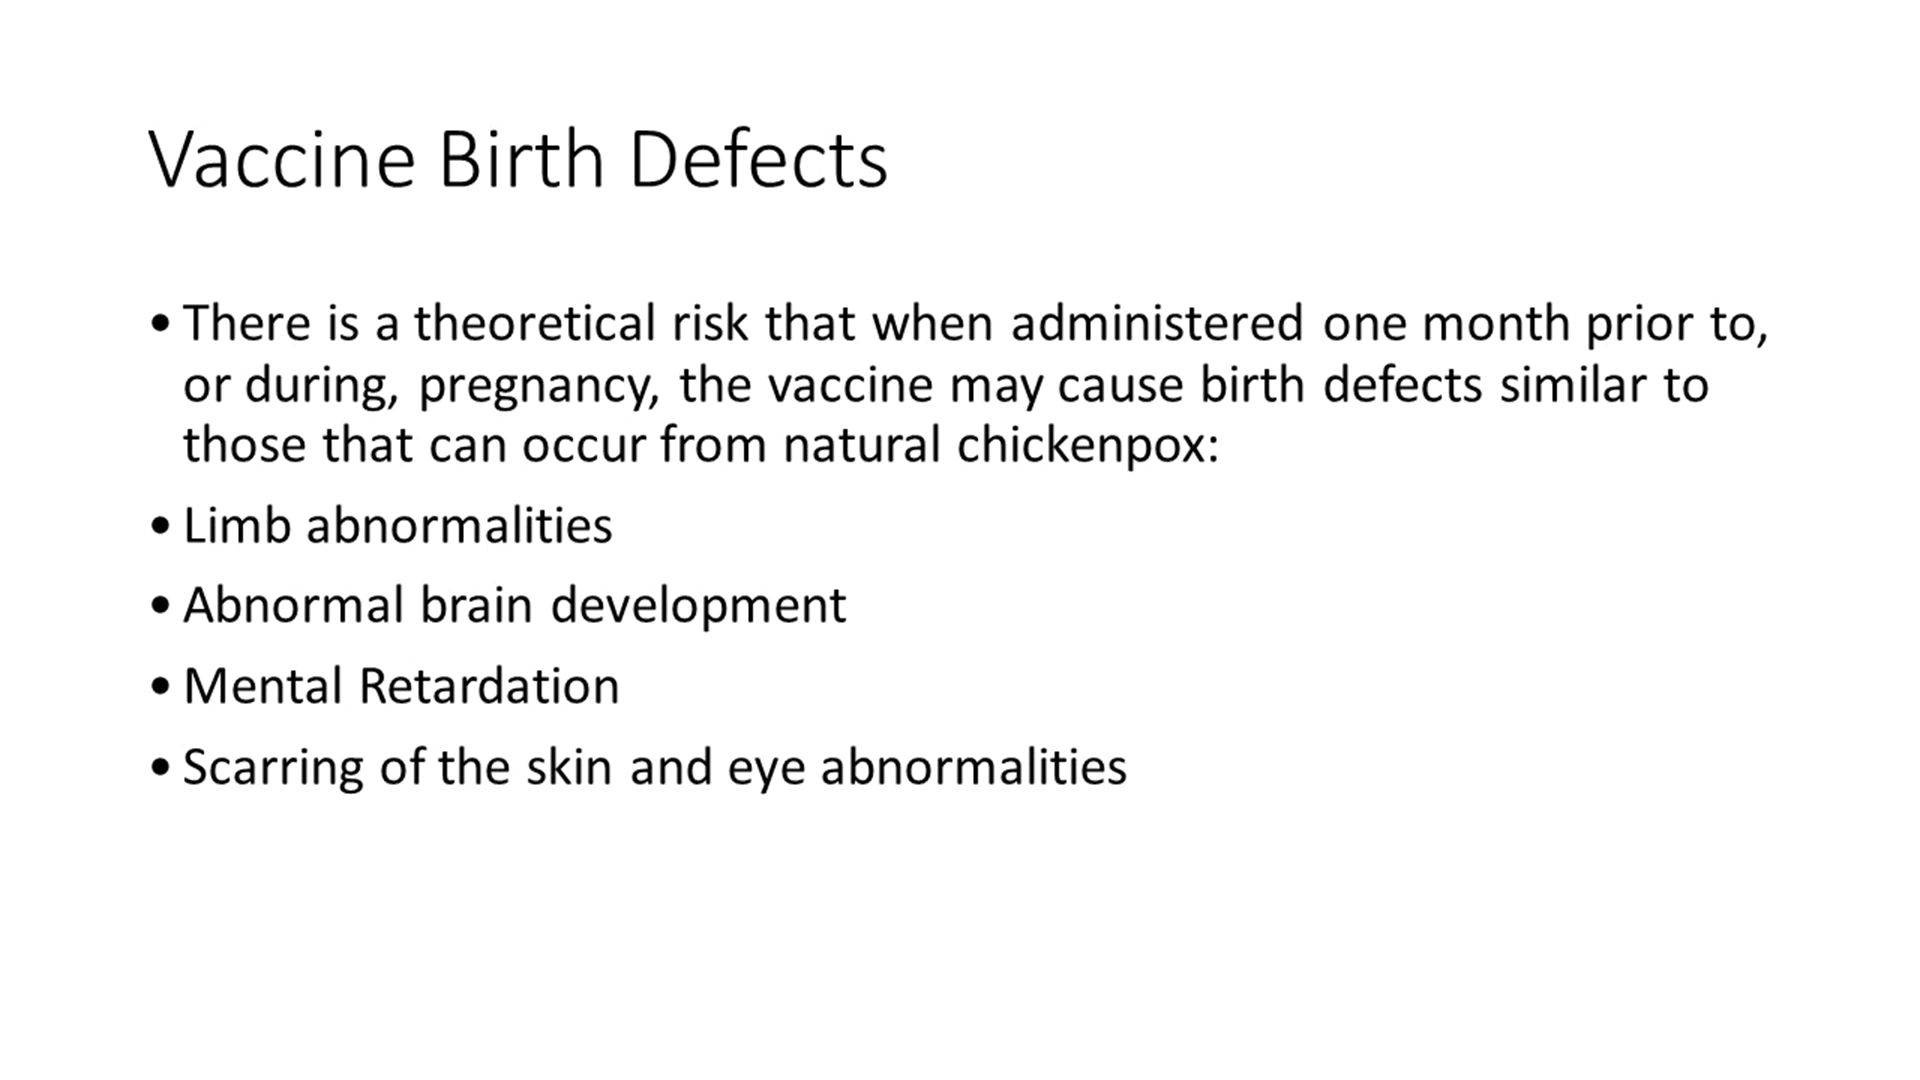 Vaccine Birth Defects
• There is a theoretical risk that when administered one month prior to,
or during, pregnancy, the vaccine may cause birth defects similar to
those that can occur from natural chickenpox:
• Limb abnormalities
• Abnormal brain development
• Mental Retardation
• Scarring of the skin and eye abnormalities